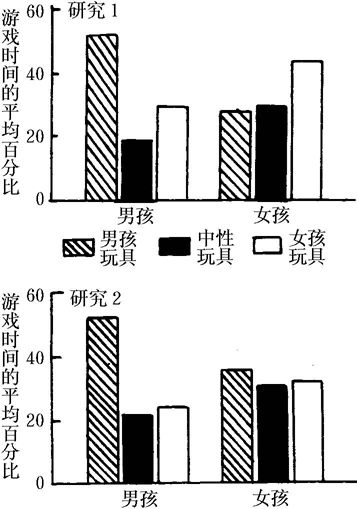 研究1
游戏时间的平均百分比
60
40
20
0
男孩
女孩
男孩玩具
中性玩具
女孩玩具
研究2
游戏时间的平均百分比
60
40
20
0
男孩
女孩